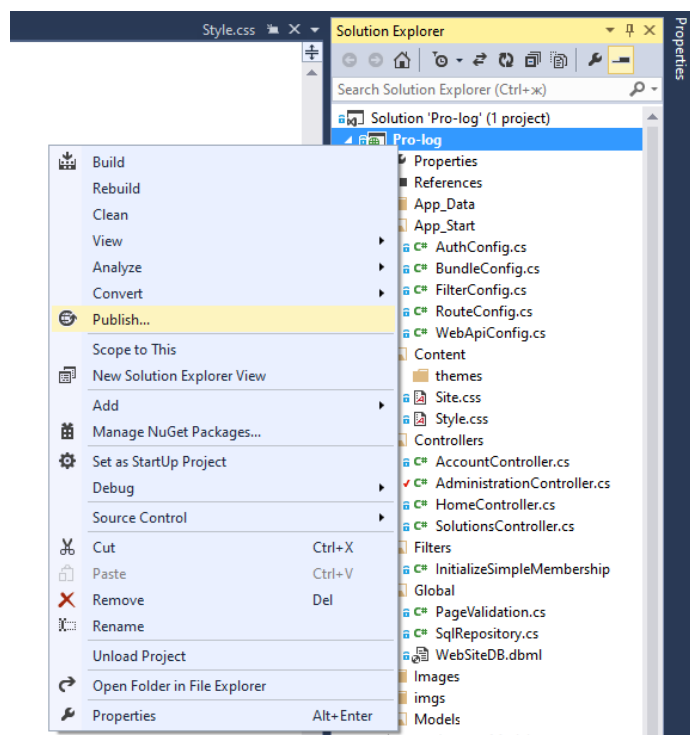 Style.css
Solution Explorer
Properties
Search Solution Explorer (Ctrl+ж)
Solution 'Pro-log' (1 project)
Pro-log
Properties
References
App_Data
App_Start
C# AuthConfig.cs
C# BundleConfig.cs
C# FilterConfig.cs
C# RouteConfig.cs
C# WebApiConfig.cs
Content
themes
Site.css
Style.css
Controllers
C# AccountController.cs
C# AdministrationController.cs
C# HomeController.cs
C# SolutionsController.cs
Filters
C# InitializeSimpleMembership
Global
C# PageValidation.cs
C# SqlRepository.cs
WebSiteDB.dbml
Images
imgs
Models
Build
Rebuild
Clean
View
Analyze
Convert
Publish...
Scope to This
New Solution Explorer View
Add
Manage NuGet Packages...
Set as StartUp Project
Debug
Source Control
Cut Ctrl+X
Paste Ctrl+V
Remove Del
Rename
Unload Project
Open Folder in File Explorer
Properties Alt+Enter